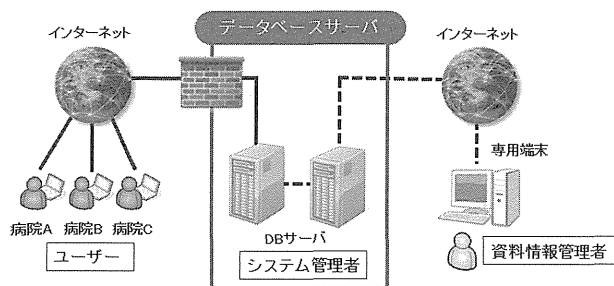 データベースサーバ
インターネット
インターネット
病院A 病院B 病院C
ユーザー
DBサーバ
システム管理者
専用端末
資料情報管理者